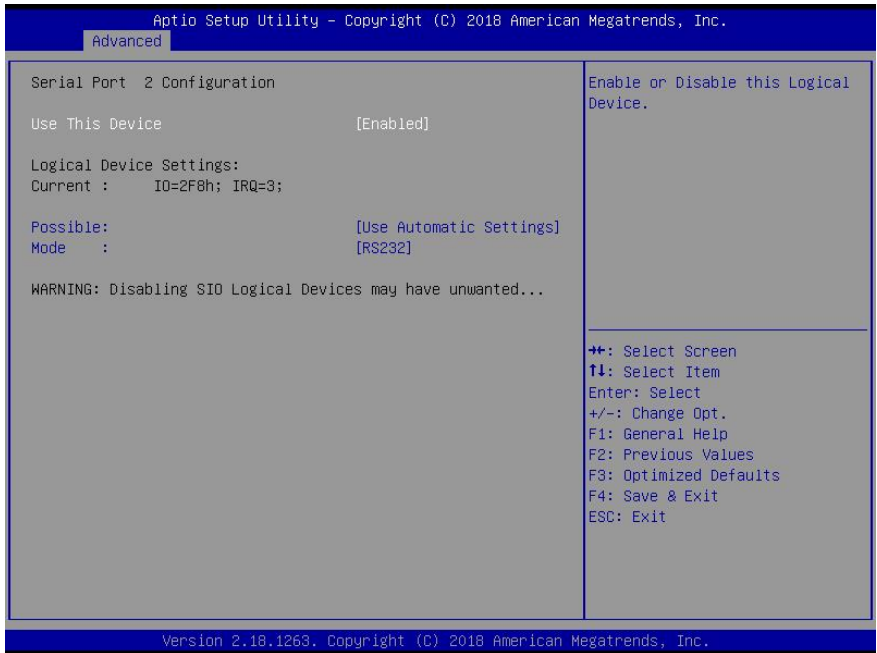 Aptio Setup Utility – Copyright (C) 2018 American Megatrends, Inc.
Advanced
Serial Port 2 Configuration
Use This Device [Enabled]
Logical Device Settings:
Current : IO=2F8h; IRQ=3;
Possible: [Use Automatic Settings]
Mode : [RS232]
WARNING: Disabling SIO Logical Devices may have unwanted...
Enable or Disable this Logical
Device.
→←: Select Screen
↑↓: Select Item
Enter: Select
+/-: Change Opt.
F1: General Help
F2: Previous Values
F3: Optimized Defaults
F4: Save & Exit
ESC: Exit
Version 2.18.1263. Copyright (C) 2018 American Megatrends, Inc.